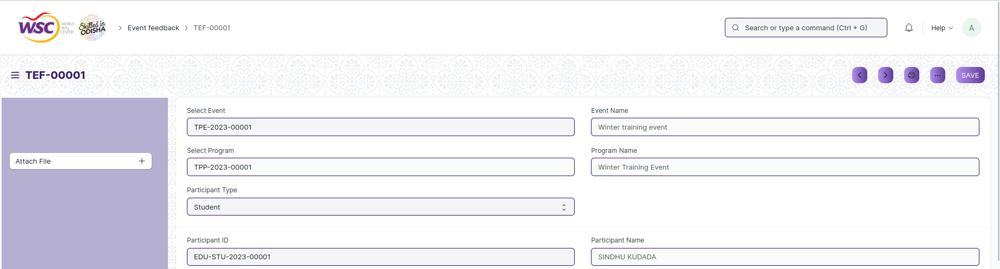 WSC WORLD SKILL CENTER
Skilled in ODISHA
Event feedback
TEF-00001
Search or type a command (Ctrl + G)
Help
A
TEF-00001
SAVE
Attach File
Select Event
TPE-2023-00001
Event Name
Winter training event
Select Program
TPP-2023-00001
Program Name
Winter Training Event
Participant Type
Student
Participant ID
EDU-STU-2023-00001
Participant Name
SINDHU KUDADA